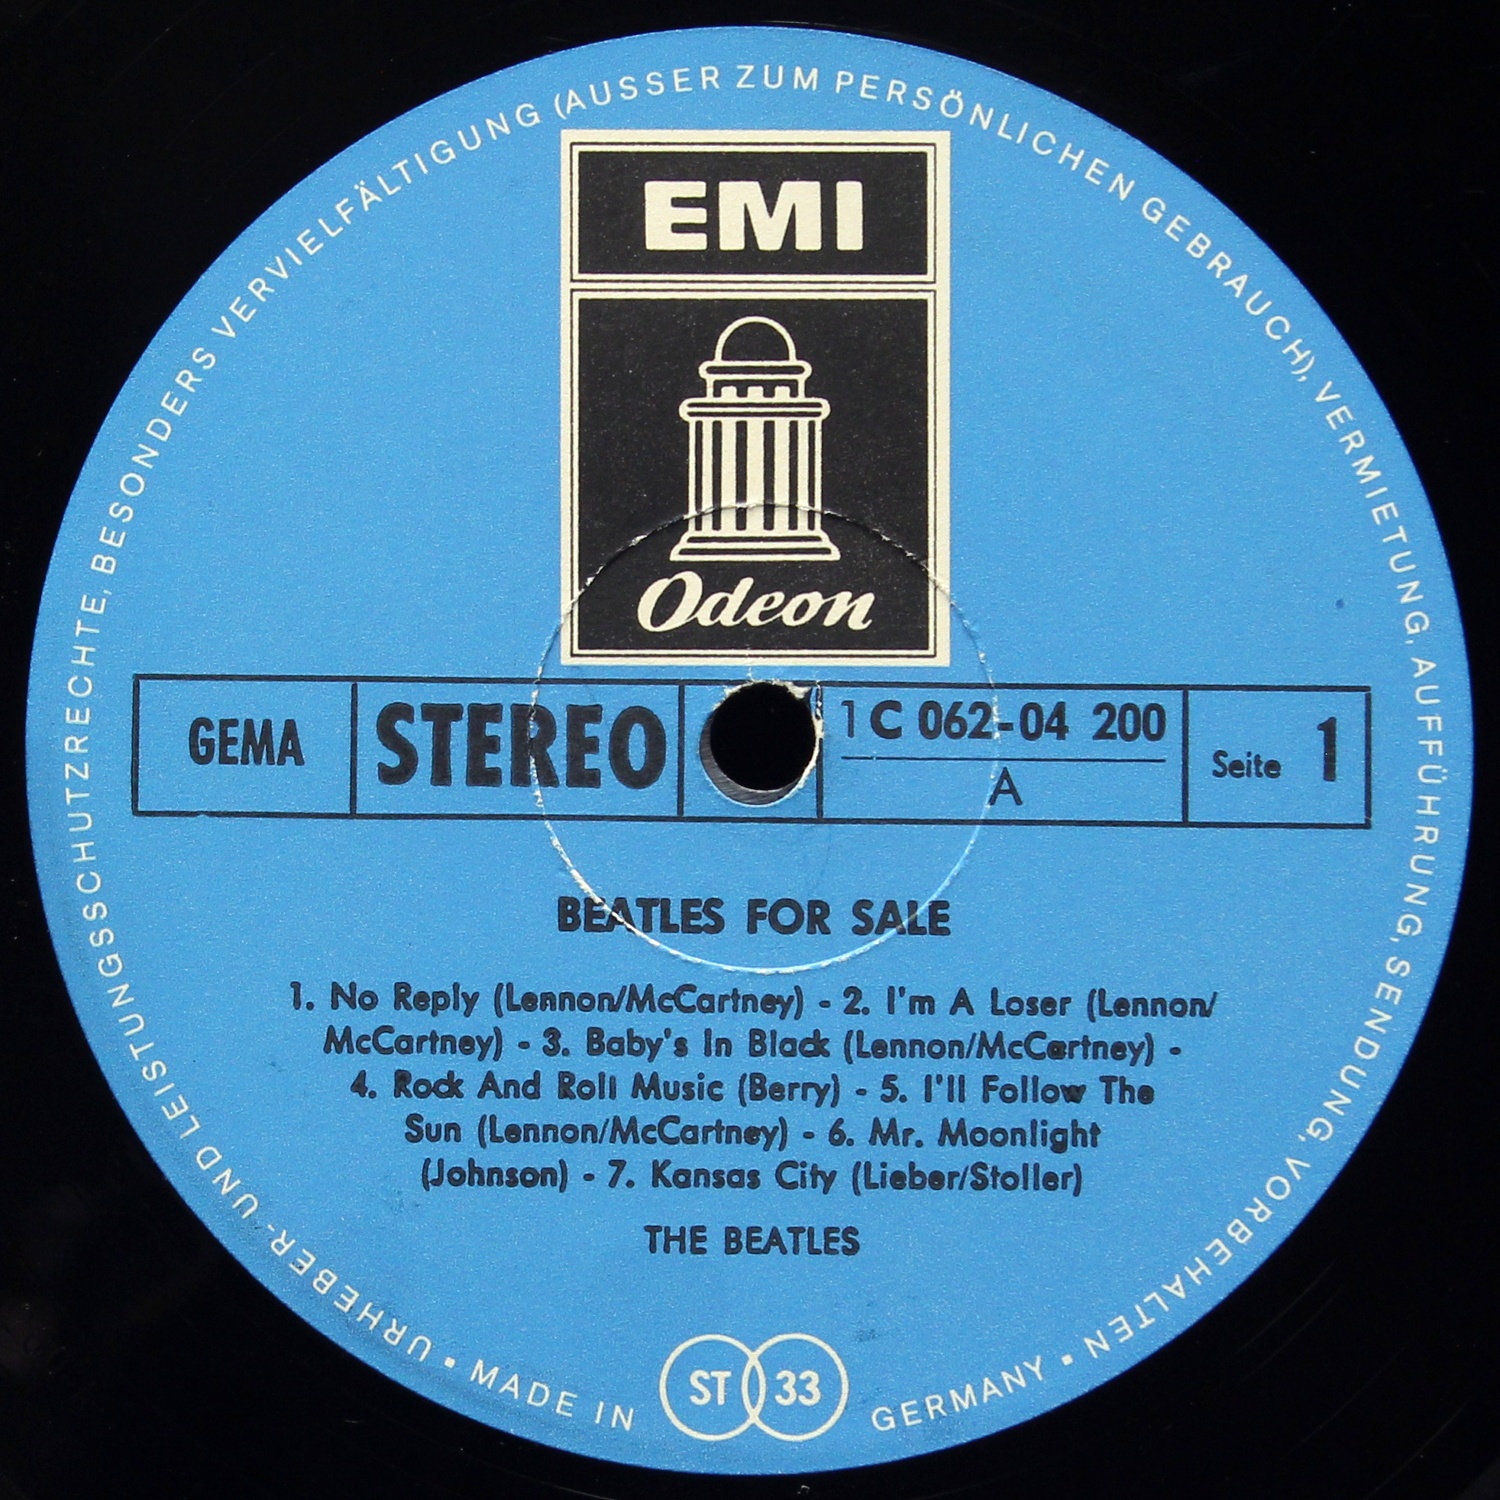 EMI
Odeon
GEMA
STEREO
1 C 062-04 200
A
Seite 1
BEATLES FOR SALE
1. No Reply (Lennon/McCartney) - 2. I'm A Loser (Lennon/
McCartney) - 3. Baby's In Black (Lennon/McCartney) -
4. Rock And Roll Music (Berry) - 5. I'll Follow The
Sun (Lennon/McCartney) - 6. Mr. Moonlight
(Johnson) - 7. Kansas City (Lieber/Stoller)
THE BEATLES
ST 33
URHEBER- UND LEISTUNGSSCHUTZRECHTE, BESONDERS VERVIELFÄLTIGUNG (AUSSER ZUM PERSÖNLICHEN GEBRAUCH), VERMIETUNG, AUFFÜHRUNG, SENDUNG, VORBEHALTEN
• MADE IN GERMANY •